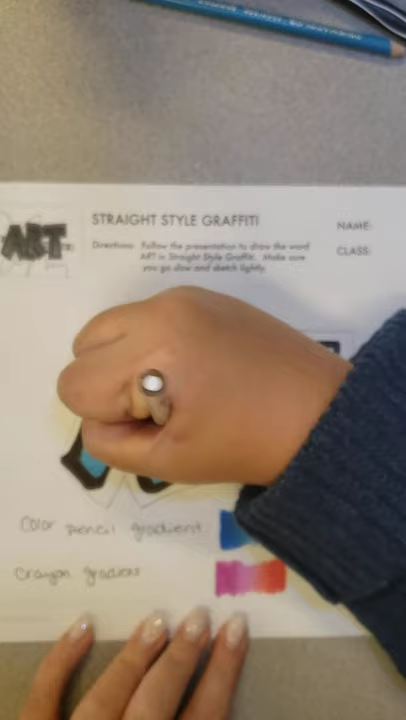 STRAIGHT STYLE GRAFFITI
NAME:
ART
Directions: Follow the presentation to draw the word
CLASS:
ART in Straight Style Graffiti. Make sure
you go slow and sketch lightly.
Color pencil gradient
Crayon gradient